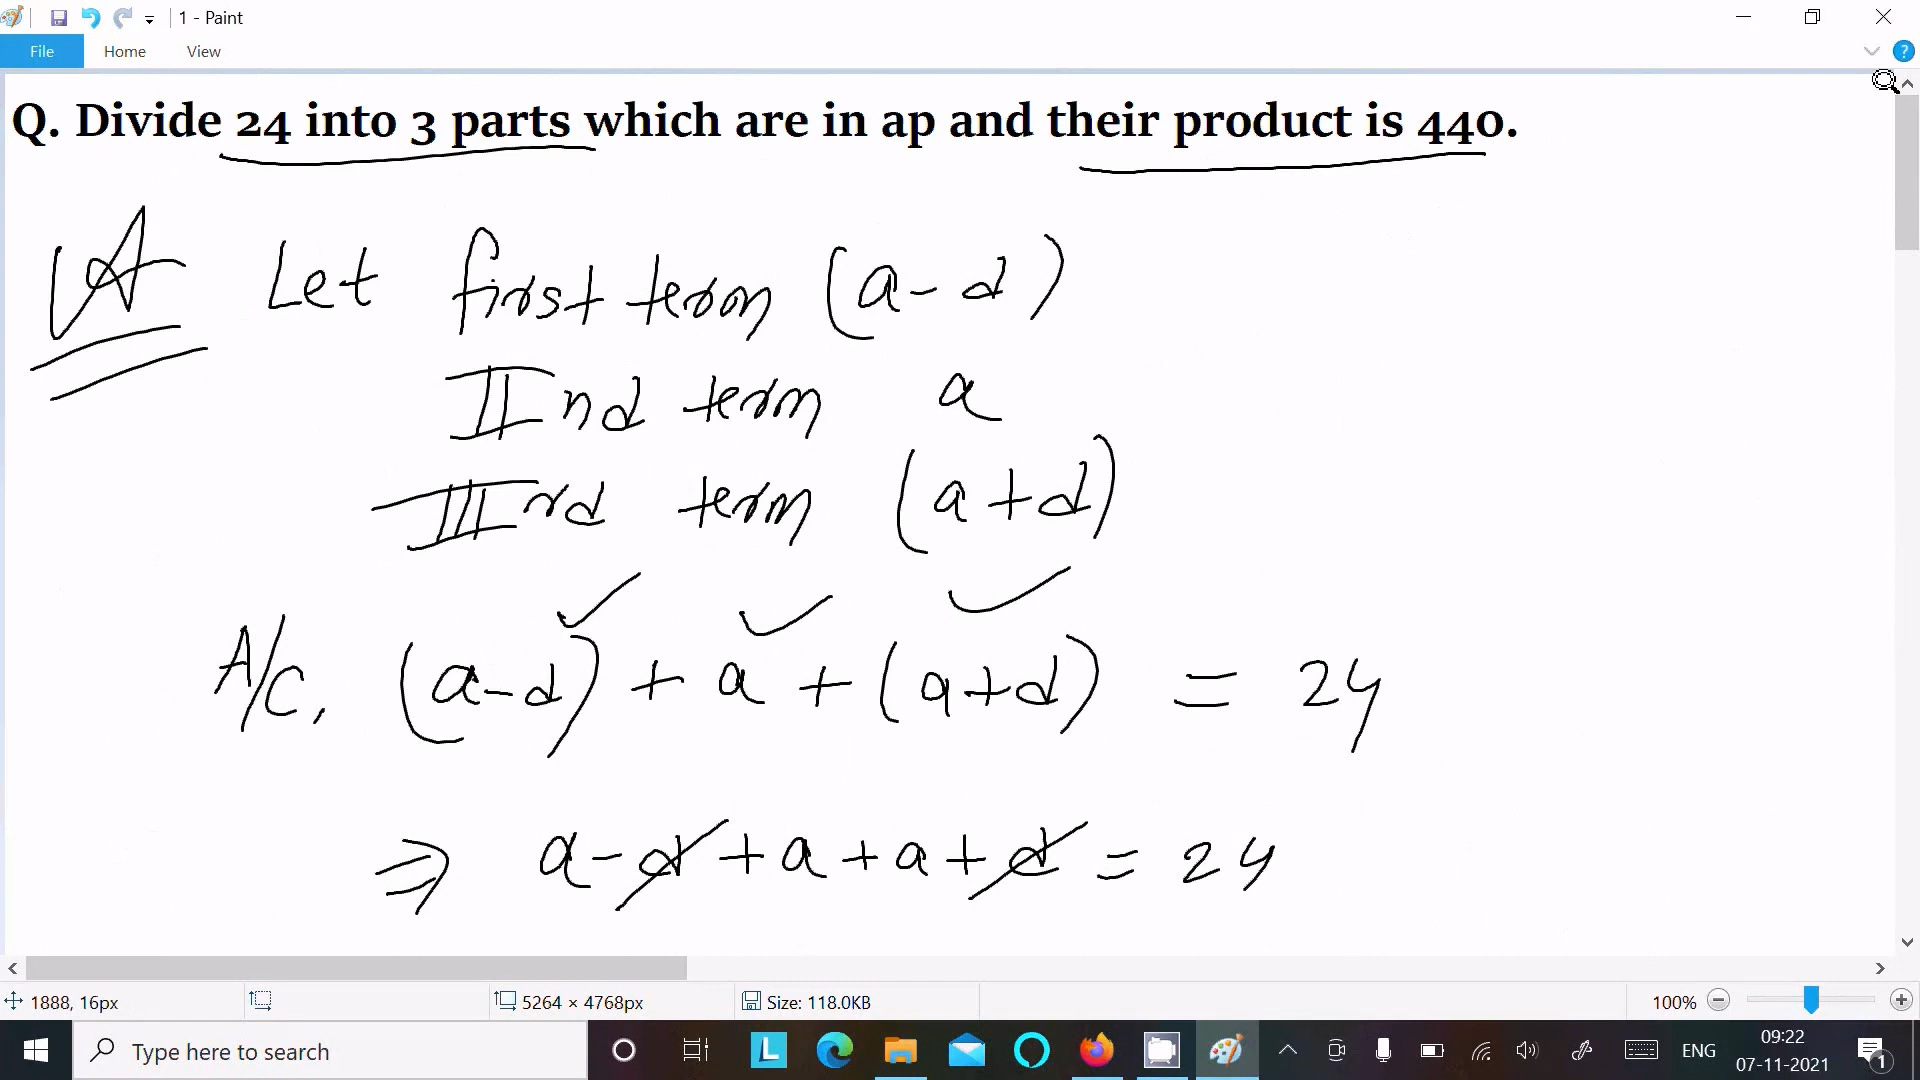 1 - Paint
File Home View
Q. Divide 24 into 3 parts which are in ap and their product is 440.
A Let first term (a-d)
IInd term a
IIIrd term (a+d)
A/C, (a-d) + a + (a+d) = 24
⇒ a-d+a+a+d = 24
1888, 16px 5264 × 4768px Size: 118.0KB 100%
Type here to search L ENG 09:22
07-11-2021 1